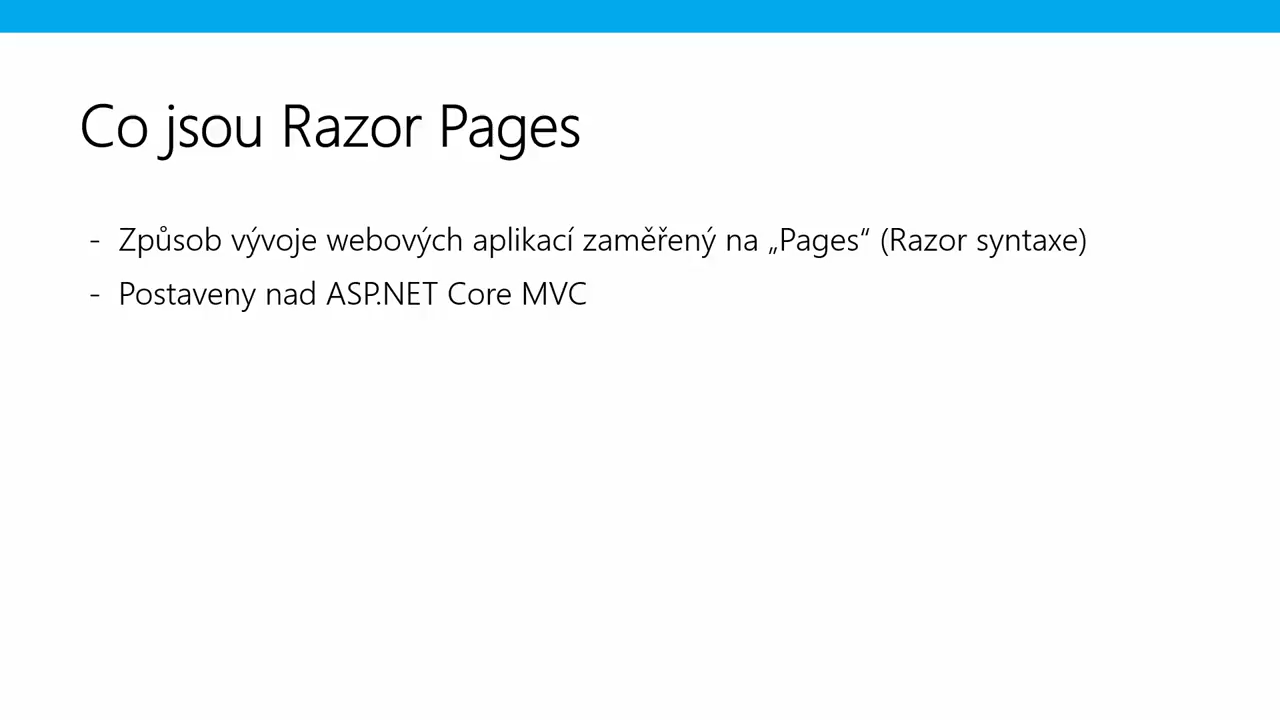 Co jsou Razor Pages
- Způsob vývoje webových aplikací zaměřený na „Pages“ (Razor syntaxe)
- Postaveny nad ASP.NET Core MVC